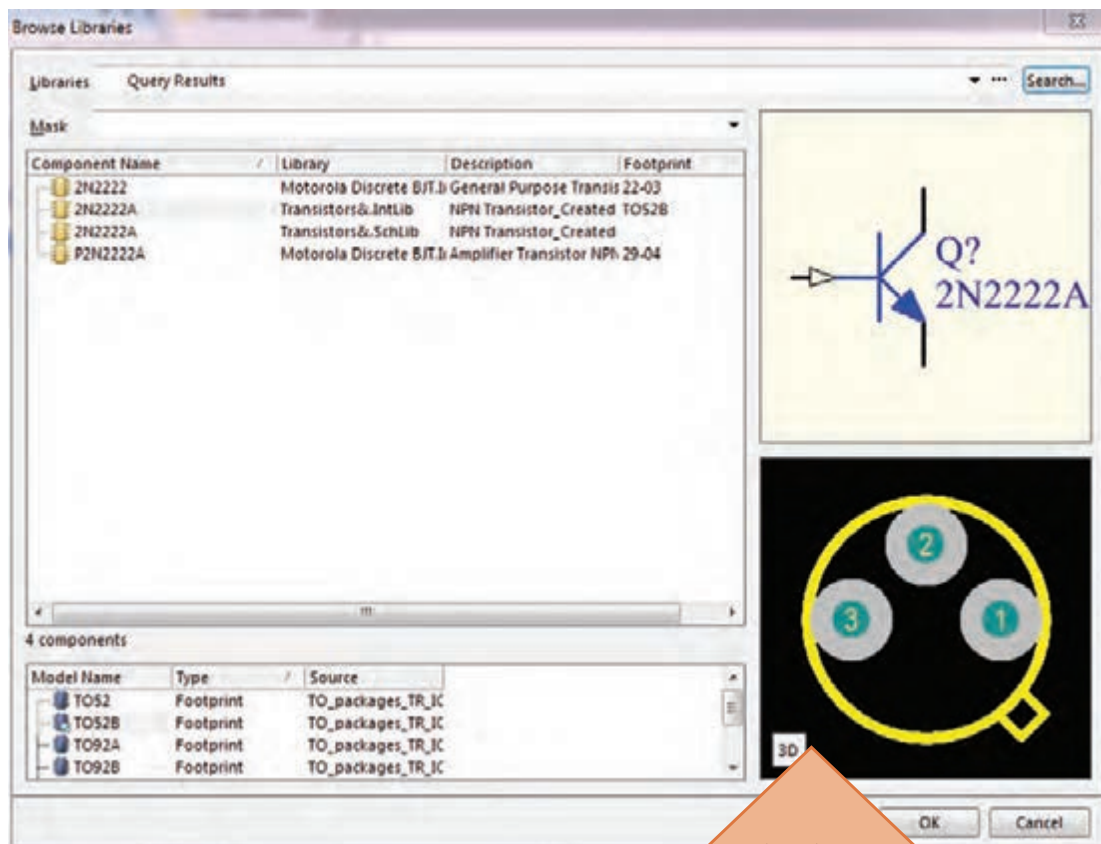 Browse Libraries
Libraries Query Results ... Search...
Mask
Component Name / Library Description Footprint
2N2222 Motorola Discrete BJT.I General Purpose Transis 22-03
2N2222A Transistors&.IntLib NPN Transistor_Created TO52B
2N2222A Transistors&.SchLib NPN Transistor_Created
P2N2222A Motorola Discrete BJT.I Amplifier Transistor NPN 29-04
Q?
2N2222A
2
3 1
4 components
Model Name Type / Source
TO52 Footprint TO_packages_TR_IC
TO52B Footprint TO_packages_TR_IC
TO92A Footprint TO_packages_TR_IC
TO92B Footprint TO_packages_TR_IC
3D
OK Cancel